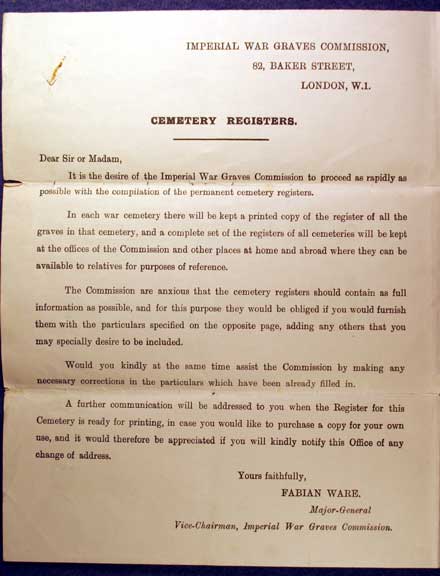 IMPERIAL WAR GRAVES COMMISSION,
82, BAKER STREET,
LONDON, W.1.
CEMETERY REGISTERS.
Dear Sir or Madam,
It is the desire of the Imperial War Graves Commission to proceed as rapidly as
possible with the compilation of the permanent cemetery registers.
In each war cemetery there will be kept a printed copy of the register of all the
graves in that cemetery, and a complete set of the registers of all cemeteries will be kept
at the offices of the Commission and other places at home and abroad where they can be
available to relatives for purposes of reference.
The Commission are anxious that the cemetery registers should contain as full
information as possible, and for this purpose they would be obliged if you would furnish
them with the particulars specified on the opposite page, adding any others that you
may specially desire to be included.
Would you kindly at the same time assist the Commission by making any
necessary corrections in the particulars which have been already filled in.
A further communication will be addressed to you when the Register for this
Cemetery is ready for printing, in case you would like to purchase a copy for your own
use, and it would therefore be appreciated if you will kindly notify this Office of any
change of address.
Yours faithfully,
FABIAN WARE.
Major-General
Vice-Chairman, Imperial War Graves Commission.